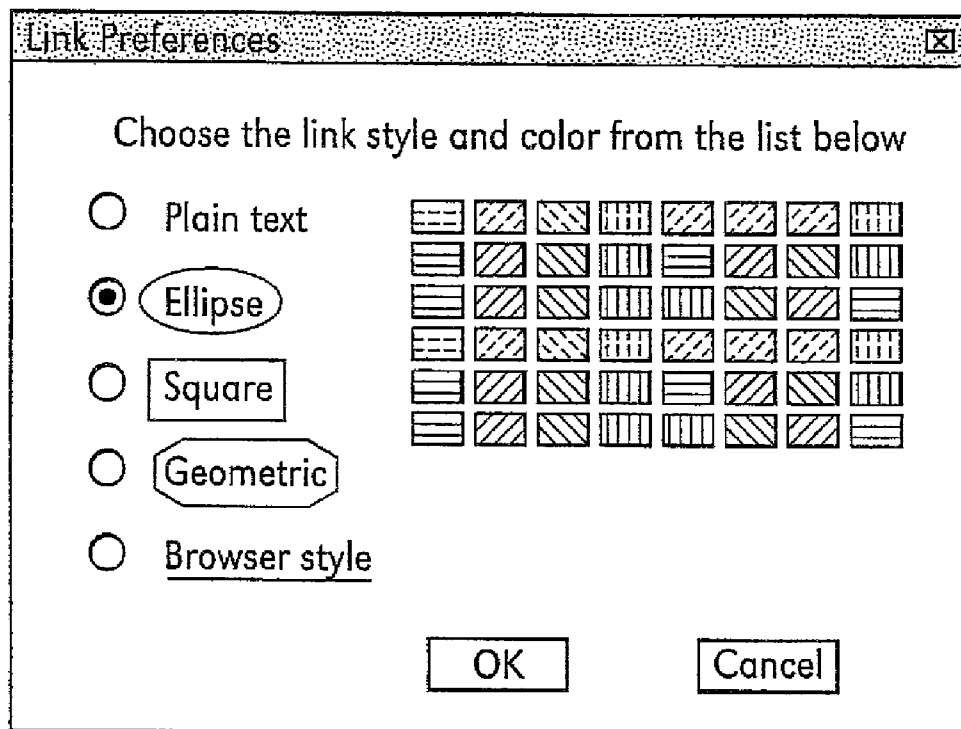 Link Preferences
Choose the link style and color from the list below
Plain text
Ellipse
Square
Geometric
Browser style
OK
Cancel